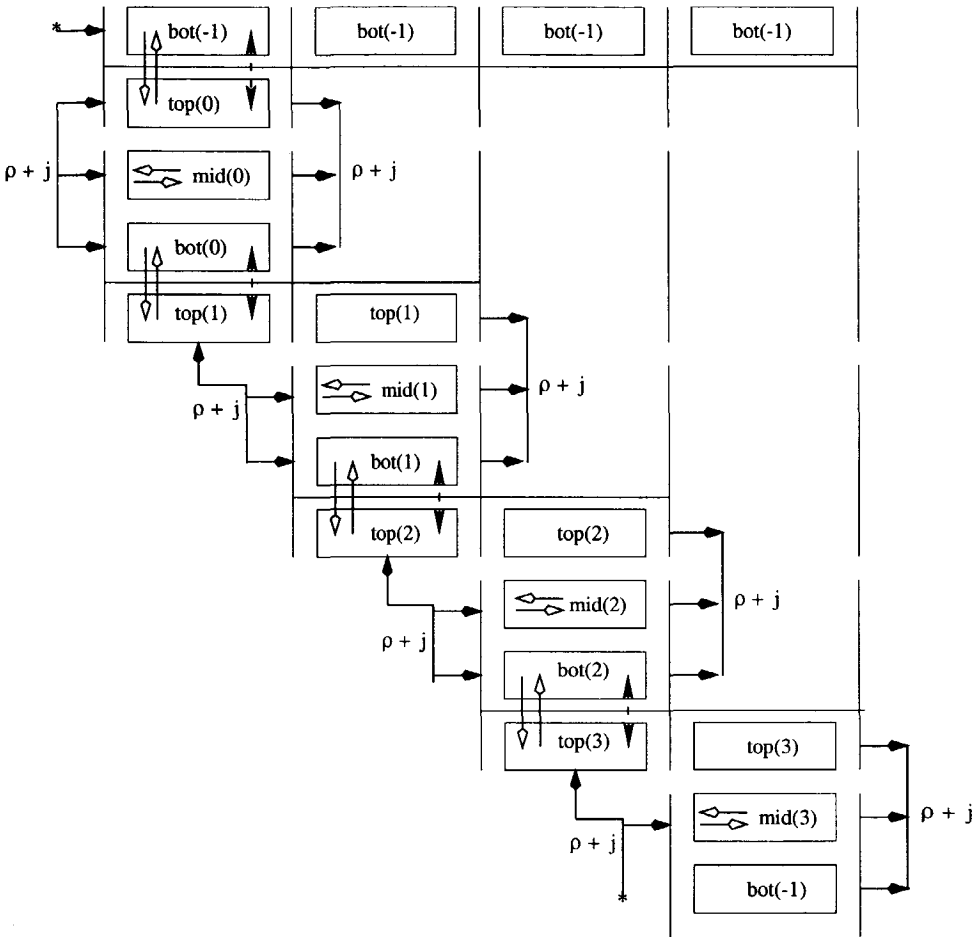 * bot(-1) bot(-1) bot(-1) bot(-1)
top(0)
ρ + j mid(0) ρ + j
bot(0)
top(1) top(1)
ρ + j mid(1) ρ + j
bot(1)
top(2) top(2)
ρ + j mid(2) ρ + j
bot(2)
top(3) top(3)
ρ + j mid(3) ρ + j
* bot(-1)